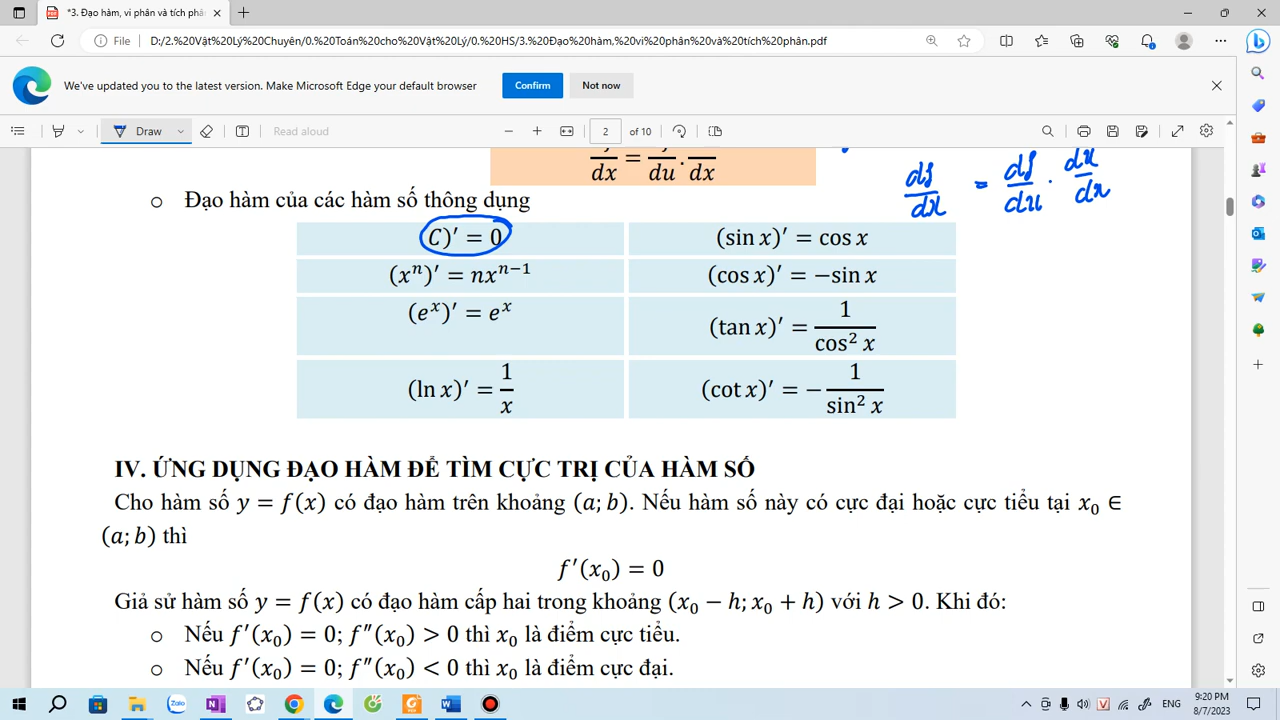 *3. Đạo hàm, vi phân và tích phâ
File
D:/2.%20Vật%20Lý%20Chuyên/0.%20Toán%20cho%20Vật%20Lý/0.%20HS/3.%20Đạo%20hàm,%20vi%20phân%20và%20tích%20phân.pdf
We've updated you to the latest version. Make Microsoft Edge your default browser
Confirm
Not now
Draw
Read aloud
2 of 10
dx = du . dx
df/dx = df/du . du/dx
Đạo hàm của các hàm số thông dụng
C)′ = 0
(sin x)′ = cos x
(xⁿ)′ = nxⁿ⁻¹
(cos x)′ = −sin x
(eˣ)′ = eˣ
(tan x)′ = 1/cos² x
(ln x)′ = 1/x
(cot x)′ = − 1/sin² x
IV. ỨNG DỤNG ĐẠO HÀM ĐỂ TÌM CỰC TRỊ CỦA HÀM SỐ
Cho hàm số y = f(x) có đạo hàm trên khoảng (a; b). Nếu hàm số này có cực đại hoặc cực tiểu tại x₀ ∈
(a; b) thì
f′(x₀) = 0
Giả sử hàm số y = f(x) có đạo hàm cấp hai trong khoảng (x₀ − h; x₀ + h) với h > 0. Khi đó:
○ Nếu f′(x₀) = 0; f″(x₀) > 0 thì x₀ là điểm cực tiểu.
○ Nếu f′(x₀) = 0; f″(x₀) < 0 thì x₀ là điểm cực đại.
Zalo
ENG
9:20 PM
8/7/2023